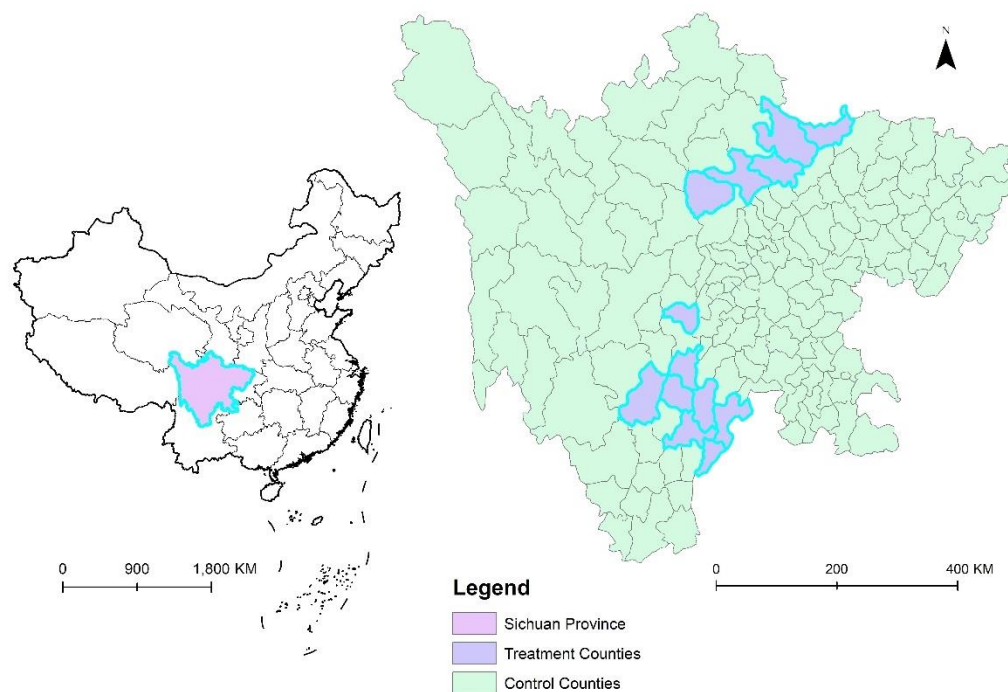 N
0 900 1,800 KM
0 200 400 KM
Legend
Sichuan Province
Treatment Counties
Control Counties